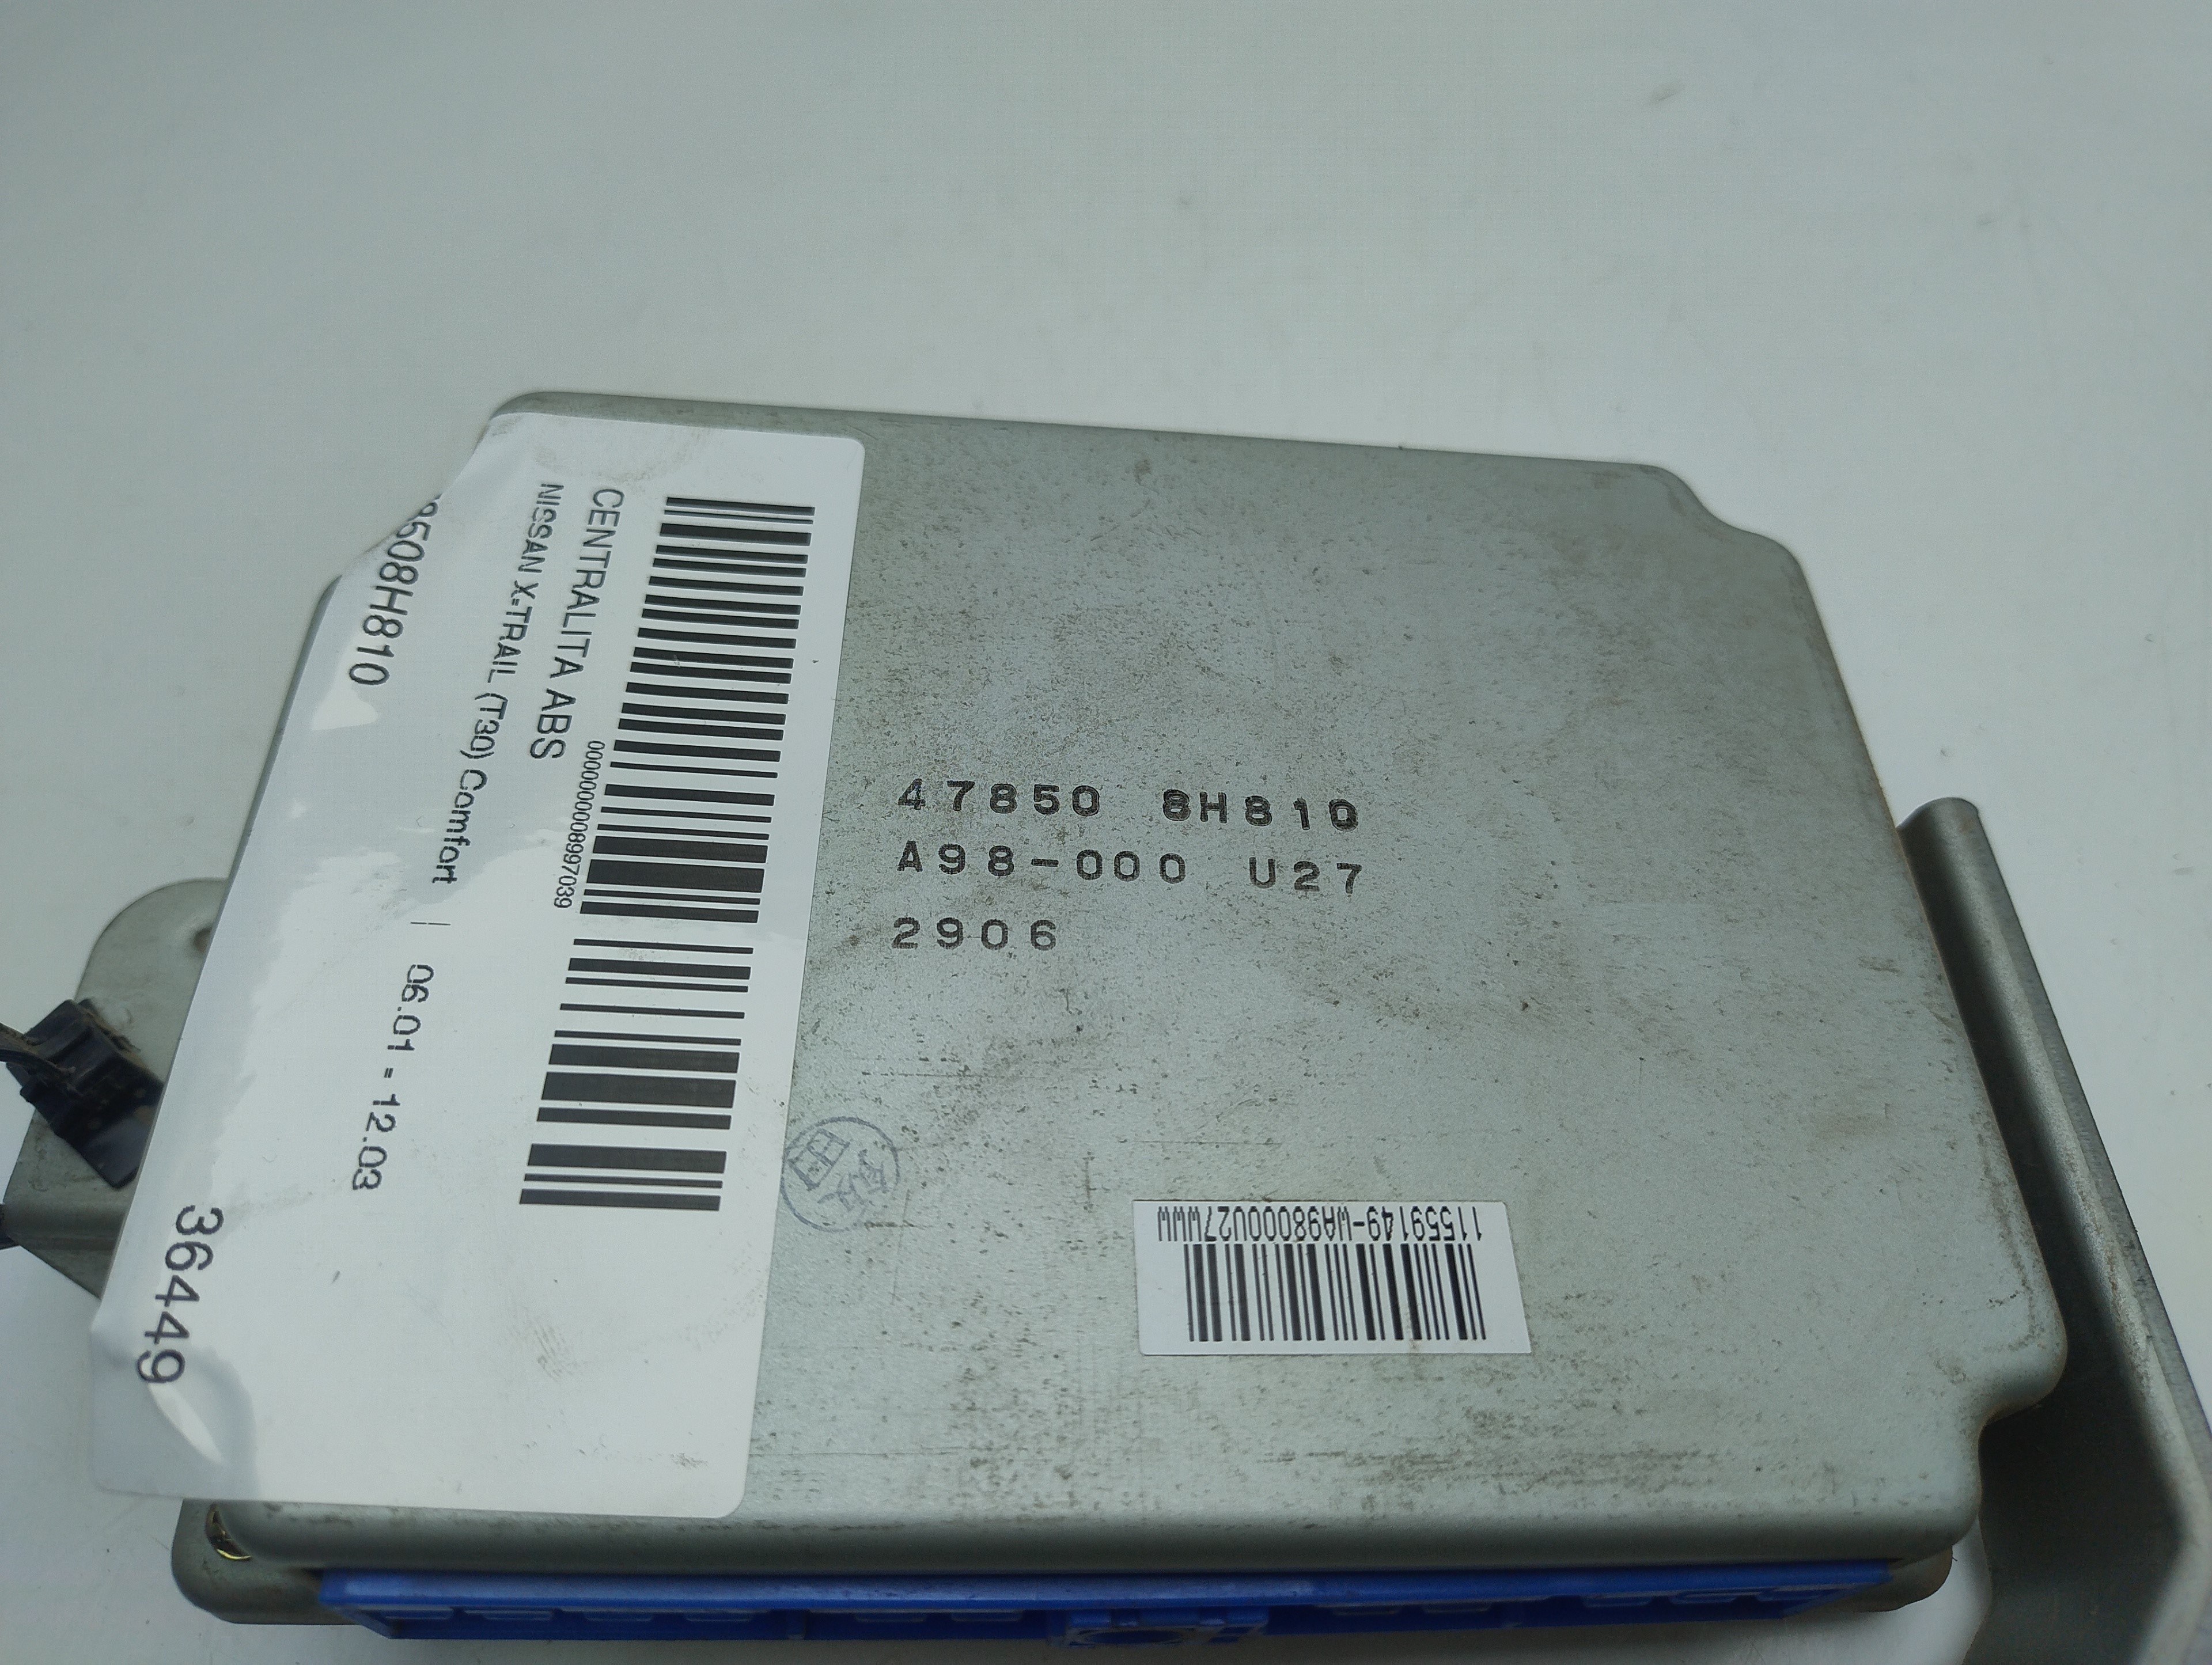 CENTRALITA ABS
NISSAN X-TRAIL (T30) Comfort | 06.01 - 12.03
508H810
36449
47850 8H810
A98-000 U27
2906
11559149-WA98000U27WWW